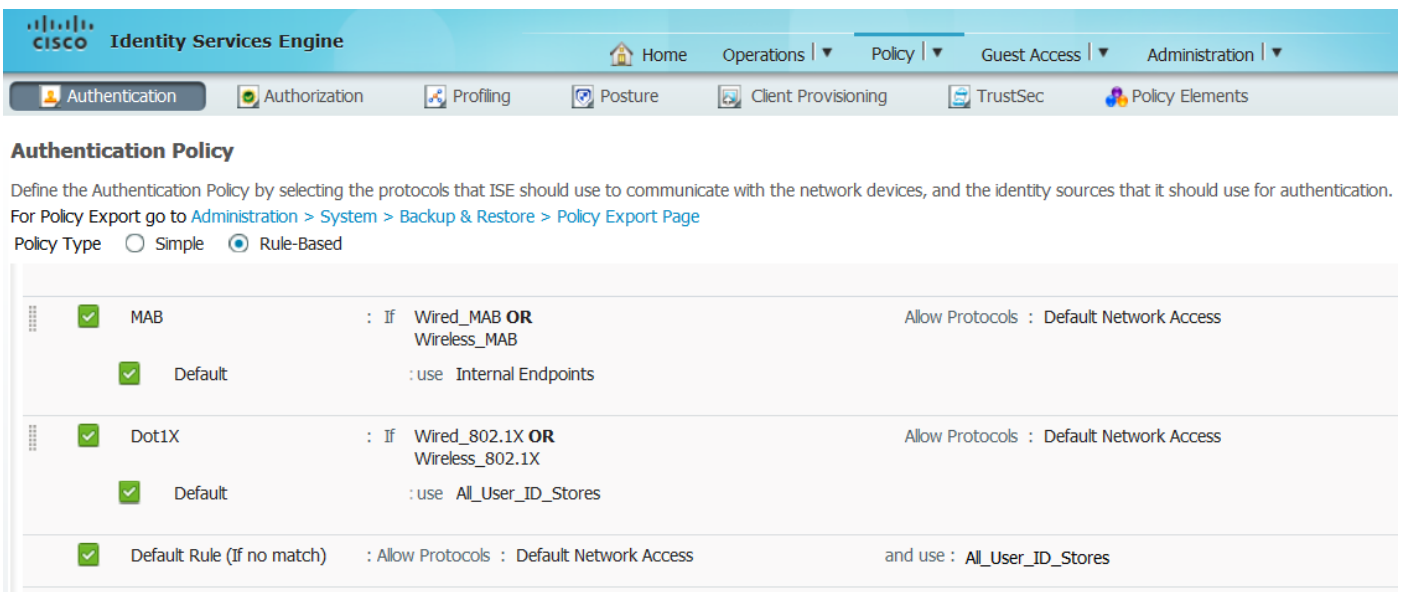 CISCO Identity Services Engine
Home Operations | ▼ Policy | ▼ Guest Access | ▼ Administration | ▼
Authentication Authorization Profiling Posture Client Provisioning TrustSec Policy Elements
Authentication Policy
Define the Authentication Policy by selecting the protocols that ISE should use to communicate with the network devices, and the identity sources that it should use for authentication.
For Policy Export go to Administration > System > Backup & Restore > Policy Export Page
Policy Type Simple Rule-Based
MAB : If Wired_MAB OR Allow Protocols : Default Network Access
Wireless_MAB
Default : use Internal Endpoints
Dot1X : If Wired_802.1X OR Allow Protocols : Default Network Access
Wireless_802.1X
Default : use All_User_ID_Stores
Default Rule (If no match) : Allow Protocols : Default Network Access and use : All_User_ID_Stores